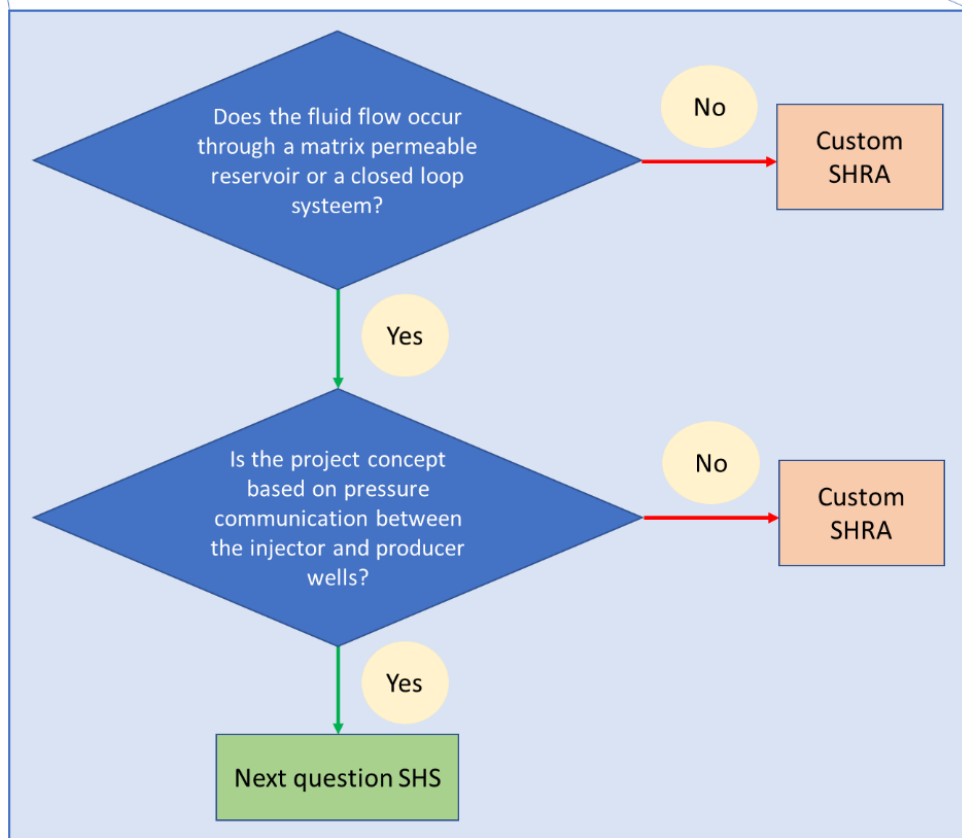 Does the fluid flow occur
through a matrix permeable
reservoir or a closed loop
systeem?
No
Custom
SHRA
Yes
Is the project concept
based on pressure
communication between
the injector and producer
wells?
No
Custom
SHRA
Yes
Next question SHS